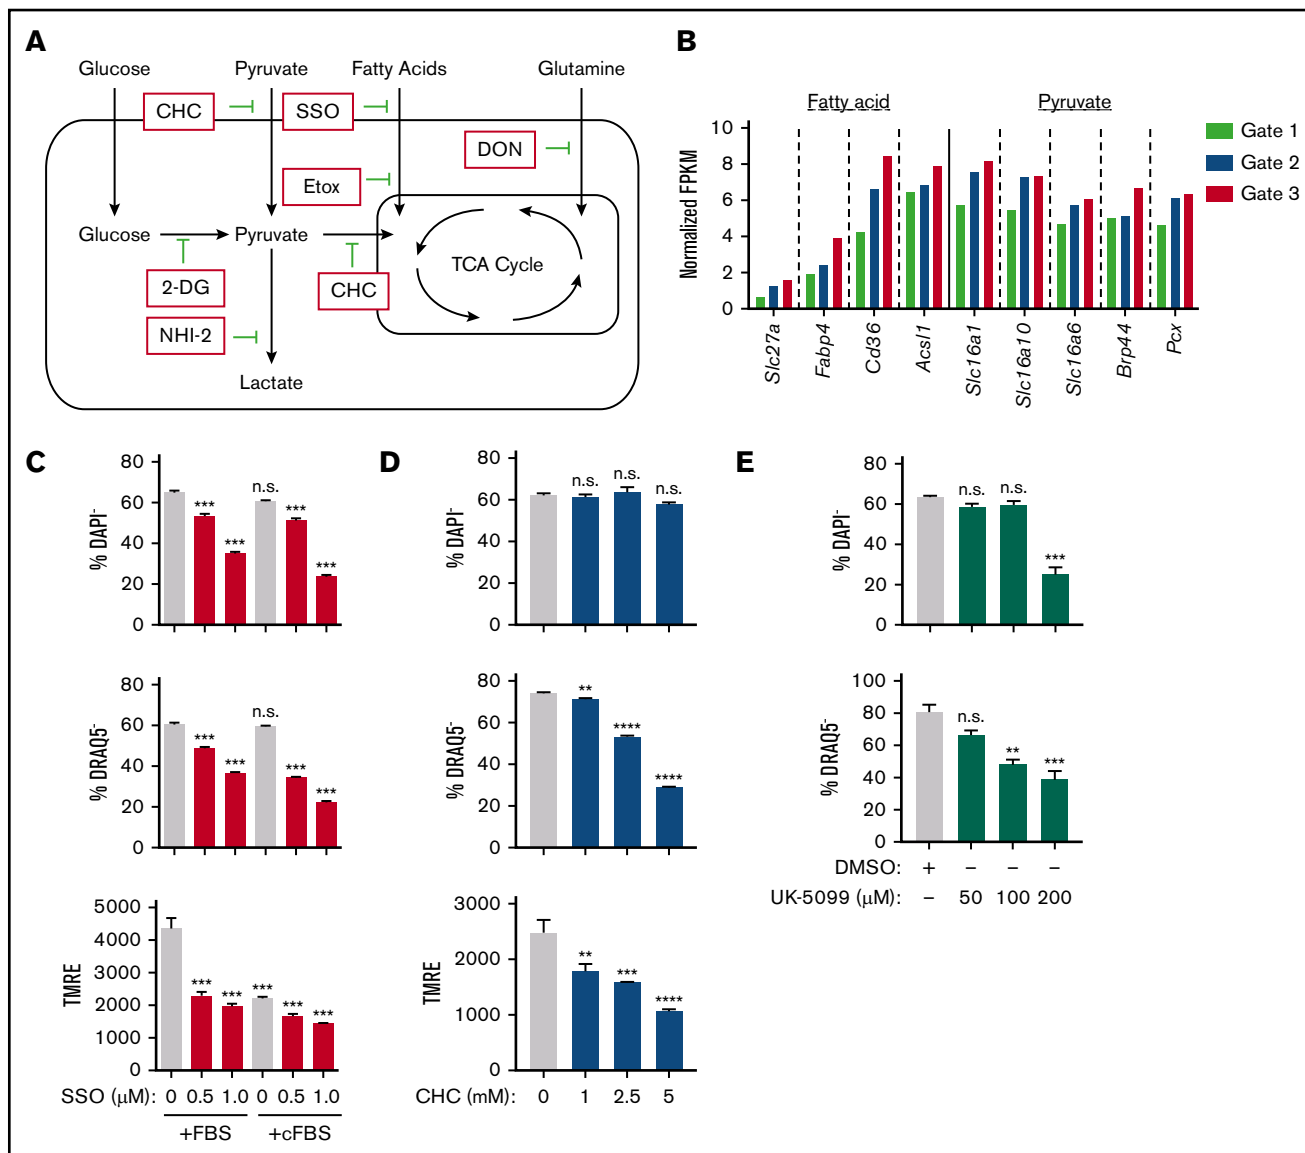 A
Glucose
Pyruvate
Fatty Acids
Glutamine
CHC
SSO
DON
Etox
Glucose
Pyruvate
TCA Cycle
2-DG
CHC
NHI-2
Lactate
B
Fatty acid
Pyruvate
Normalized FPKM
10
8
6
4
2
0
Slc27a
Fabp4
Cd36
Acsl1
Slc16a1
Slc16a10
Slc16a6
Brp44
Pcx
Gate 1
Gate 2
Gate 3
C
% DAPI-
80
60
40
20
0
***
***
n.s.
***
***
% DRAQ5-
80
60
40
20
0
***
***
n.s.
***
***
TMRE
5000
4000
3000
2000
1000
0
***
***
***
***
***
SSO (μM): 0 0.5 1.0 0 0.5 1.0
+FBS +cFBS
D
% DAPI-
80
60
40
20
0
n.s.
n.s.
n.s.
% DRAQ5-
80
60
40
20
0
**
****
****
TMRE
3000
2000
1000
0
**
***
****
CHC (mM): 0 1 2.5 5
E
% DAPI-
80
60
40
20
0
n.s.
n.s.
***
% DRAQ5-
100
80
60
40
20
0
n.s.
**
***
DMSO: + – – –
UK-5099 (μM): – 50 100 200